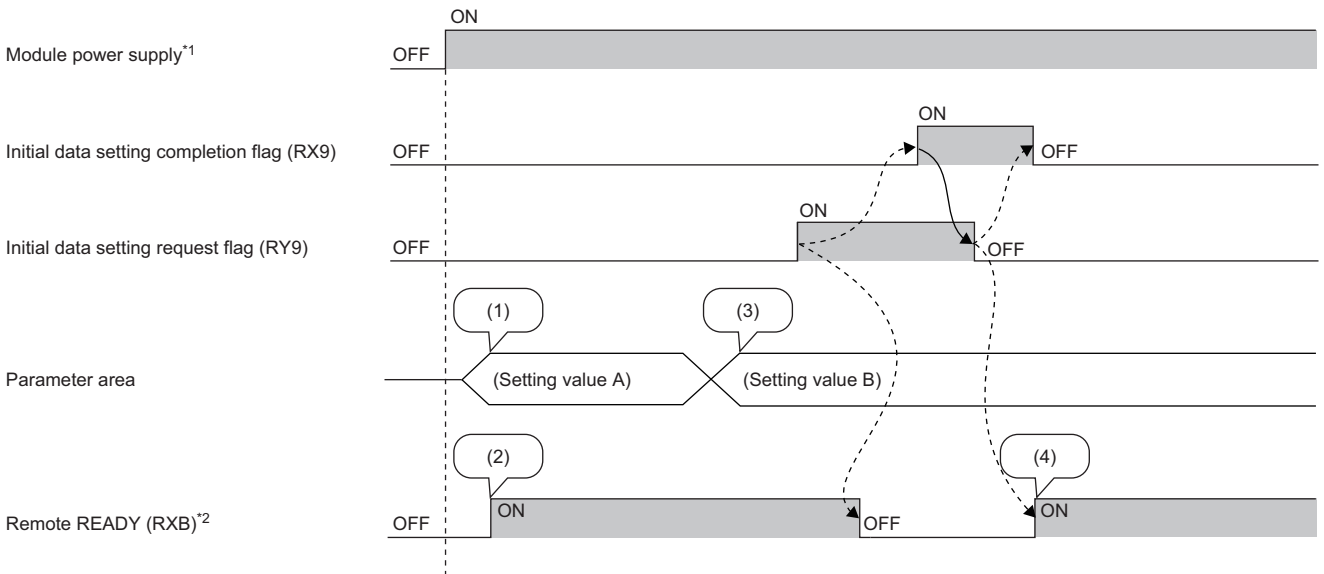 ON
Module power supply*1
OFF
ON
Initial data setting completion flag (RX9)
OFF
OFF
ON
Initial data setting request flag (RY9)
OFF
OFF
(1)
(3)
Parameter area
(Setting value A)
(Setting value B)
(2)
(4)
Remote READY (RXB)*2
OFF
ON
OFF
ON